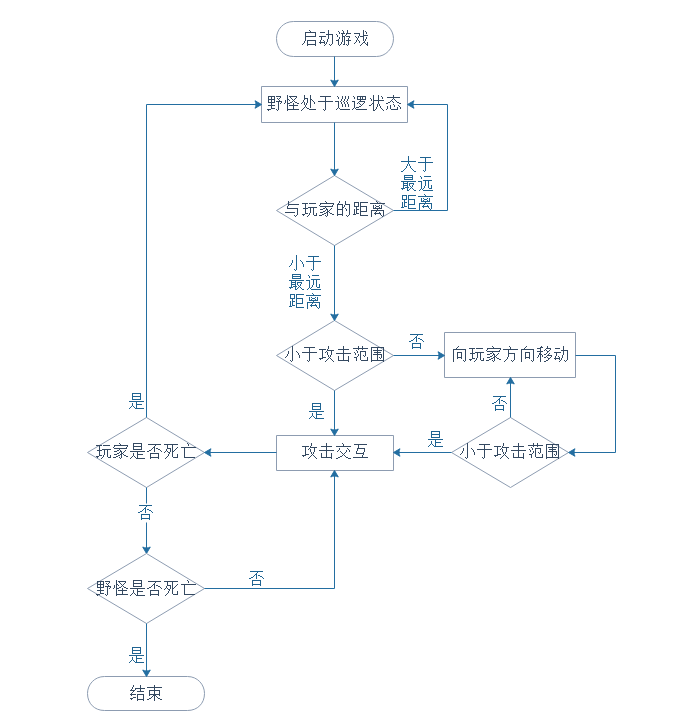 启动游戏
野怪处于巡逻状态
大于
最远
距离
与玩家的距离
小于
最远
距离
小于攻击范围
否
向玩家方向移动
是
否
是
玩家是否死亡
攻击交互
是
小于攻击范围
否
野怪是否死亡
否
是
结束